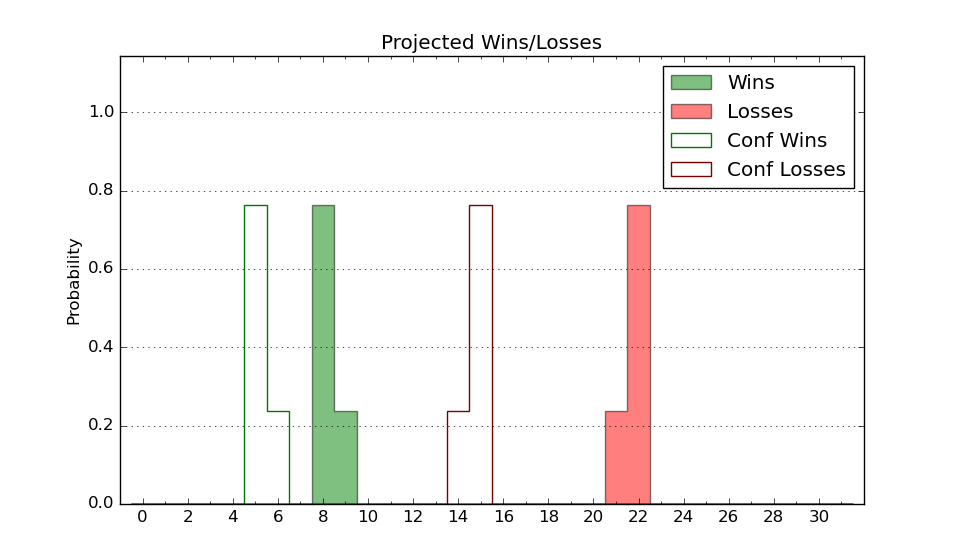 Projected Wins/Losses
Wins
Losses
Conf Wins
Conf Losses
Probability
1.0
0.8
0.6
0.4
0.2
0.0
0 2 4 6 8 10 12 14 16 18 20 22 24 26 28 30